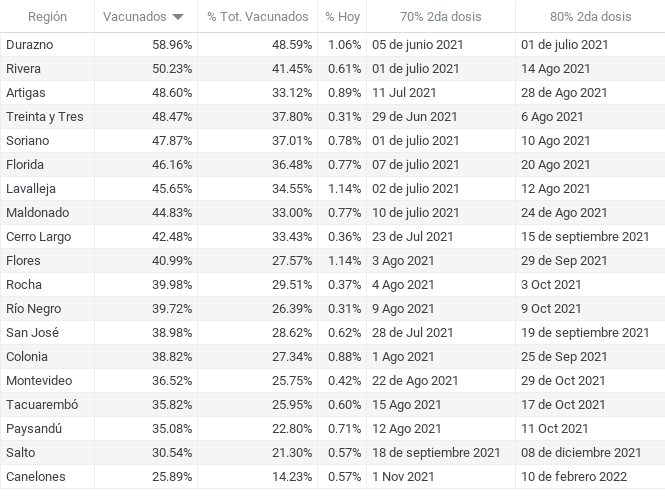 Región Vacunados % Tot. Vacunados % Hoy 70% 2da dosis 80% 2da dosis
Durazno 58.96% 48.59% 1.06% 05 de junio 2021 01 de julio 2021
Rivera 50.23% 41.45% 0.61% 01 de julio 2021 14 Ago 2021
Artigas 48.60% 33.12% 0.89% 11 Jul 2021 28 de Ago 2021
Treinta y Tres 48.47% 37.80% 0.31% 29 de Jun 2021 6 Ago 2021
Soriano 47.87% 37.01% 0.78% 01 de julio 2021 10 Ago 2021
Florida 46.16% 36.48% 0.77% 07 de julio 2021 20 Ago 2021
Lavalleja 45.65% 34.55% 1.14% 02 de julio 2021 12 Ago 2021
Maldonado 44.83% 33.00% 0.77% 10 de julio 2021 24 de Ago 2021
Cerro Largo 42.48% 33.43% 0.36% 23 de Jul 2021 15 de septiembre 2021
Flores 40.99% 27.57% 1.14% 3 Ago 2021 29 de Sep 2021
Rocha 39.98% 29.51% 0.37% 4 Ago 2021 3 Oct 2021
Río Negro 39.72% 26.39% 0.31% 9 Ago 2021 9 Oct 2021
San José 38.98% 28.62% 0.62% 28 de Jul 2021 19 de septiembre 2021
Colonia 38.82% 27.34% 0.88% 1 Ago 2021 25 de Sep 2021
Montevideo 36.52% 25.75% 0.42% 22 de Ago 2021 29 de Oct 2021
Tacuarembó 35.82% 25.95% 0.60% 15 Ago 2021 17 de Oct 2021
Paysandú 35.08% 22.80% 0.71% 12 Ago 2021 11 Oct 2021
Salto 30.54% 21.30% 0.57% 18 de septiembre 2021 08 de diciembre 2021
Canelones 25.89% 14.23% 0.57% 1 Nov 2021 10 de febrero 2022